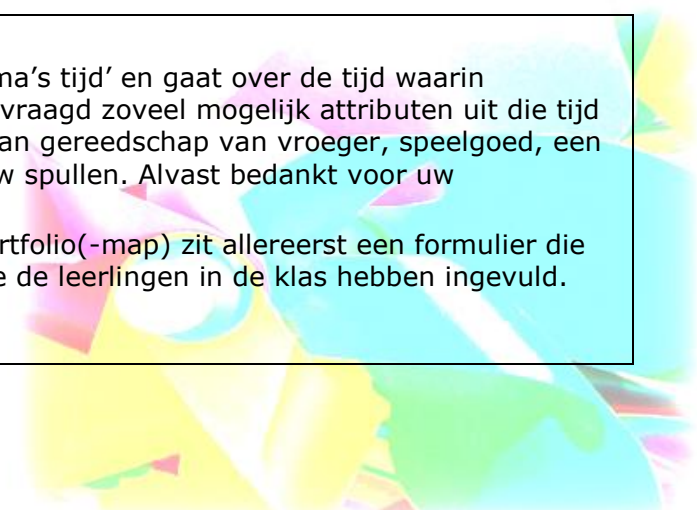 ma's tijd' en gaat over de tijd waarin
vraagd zoveel mogelijk attributen uit die tijd
an gereedschap van vroeger, speelgoed, een
w spullen. Alvast bedankt voor uw
rtfolio(-map) zit allereerst een formulier die
e de leerlingen in de klas hebben ingevuld.